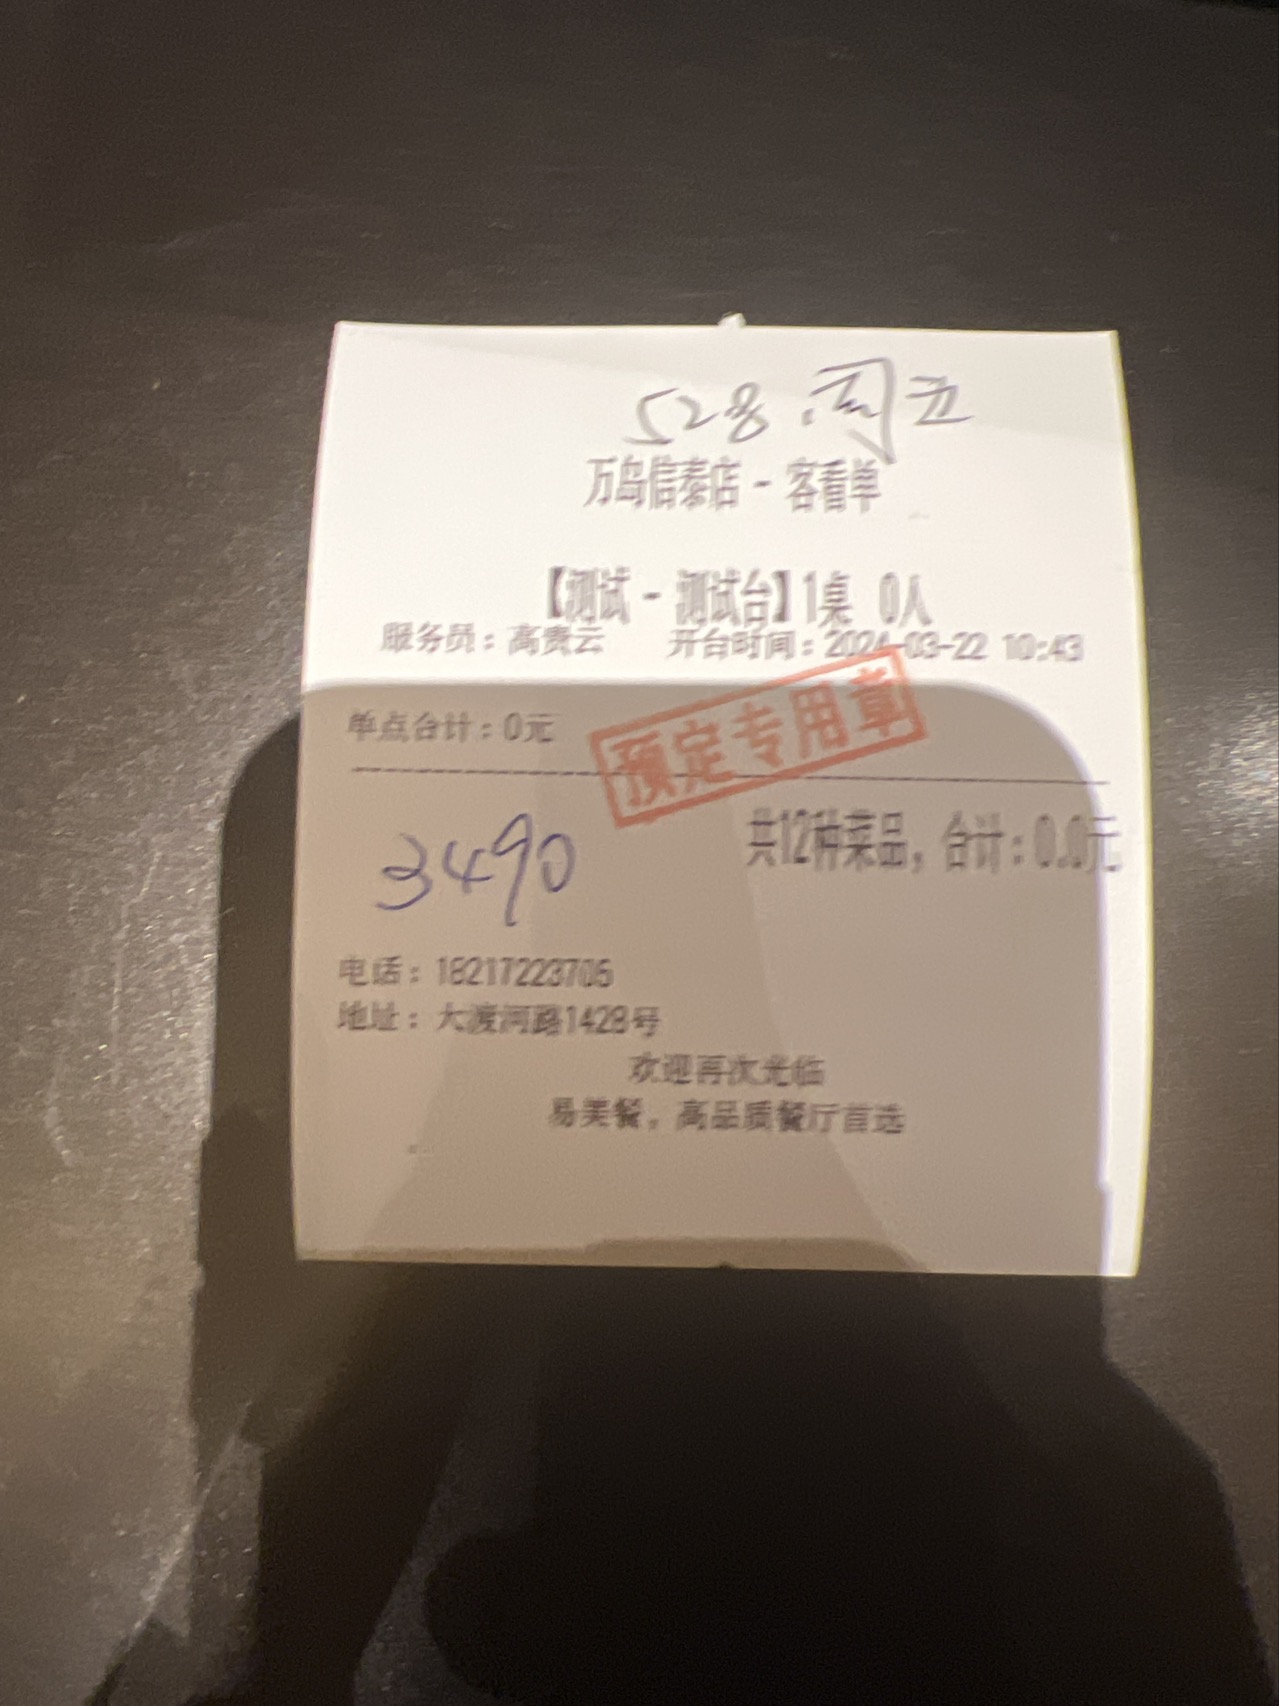 528 周五
万岛信泰店 - 客看单
【测试 - 测试台】1桌 0人
服务员：高贵云 开台时间：2024-03-22 10:43
单点合计：0元
预定专用章
共12种菜品，合计：0.0元
3490
电话：18217223706
地址：大渡河路1428号
欢迎再次光临
易美餐，高品质餐厅首选